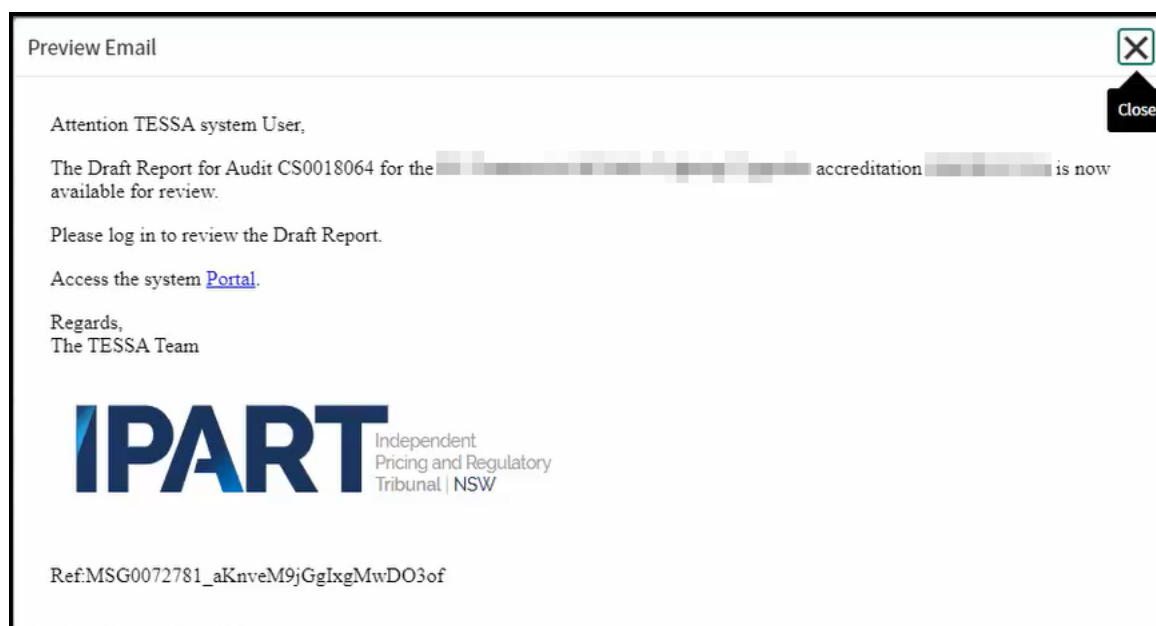 Preview Email
Close
Attention TESSA system User,
The Draft Report for Audit CS0018064 for the accreditation is now
available for review.
Please log in to review the Draft Report.
Access the system Portal.
Regards,
The TESSA Team
IPART
Independent
Pricing and Regulatory
Tribunal | NSW
Ref:MSG0072781_aKnveM9jGgIxgMwDO3of